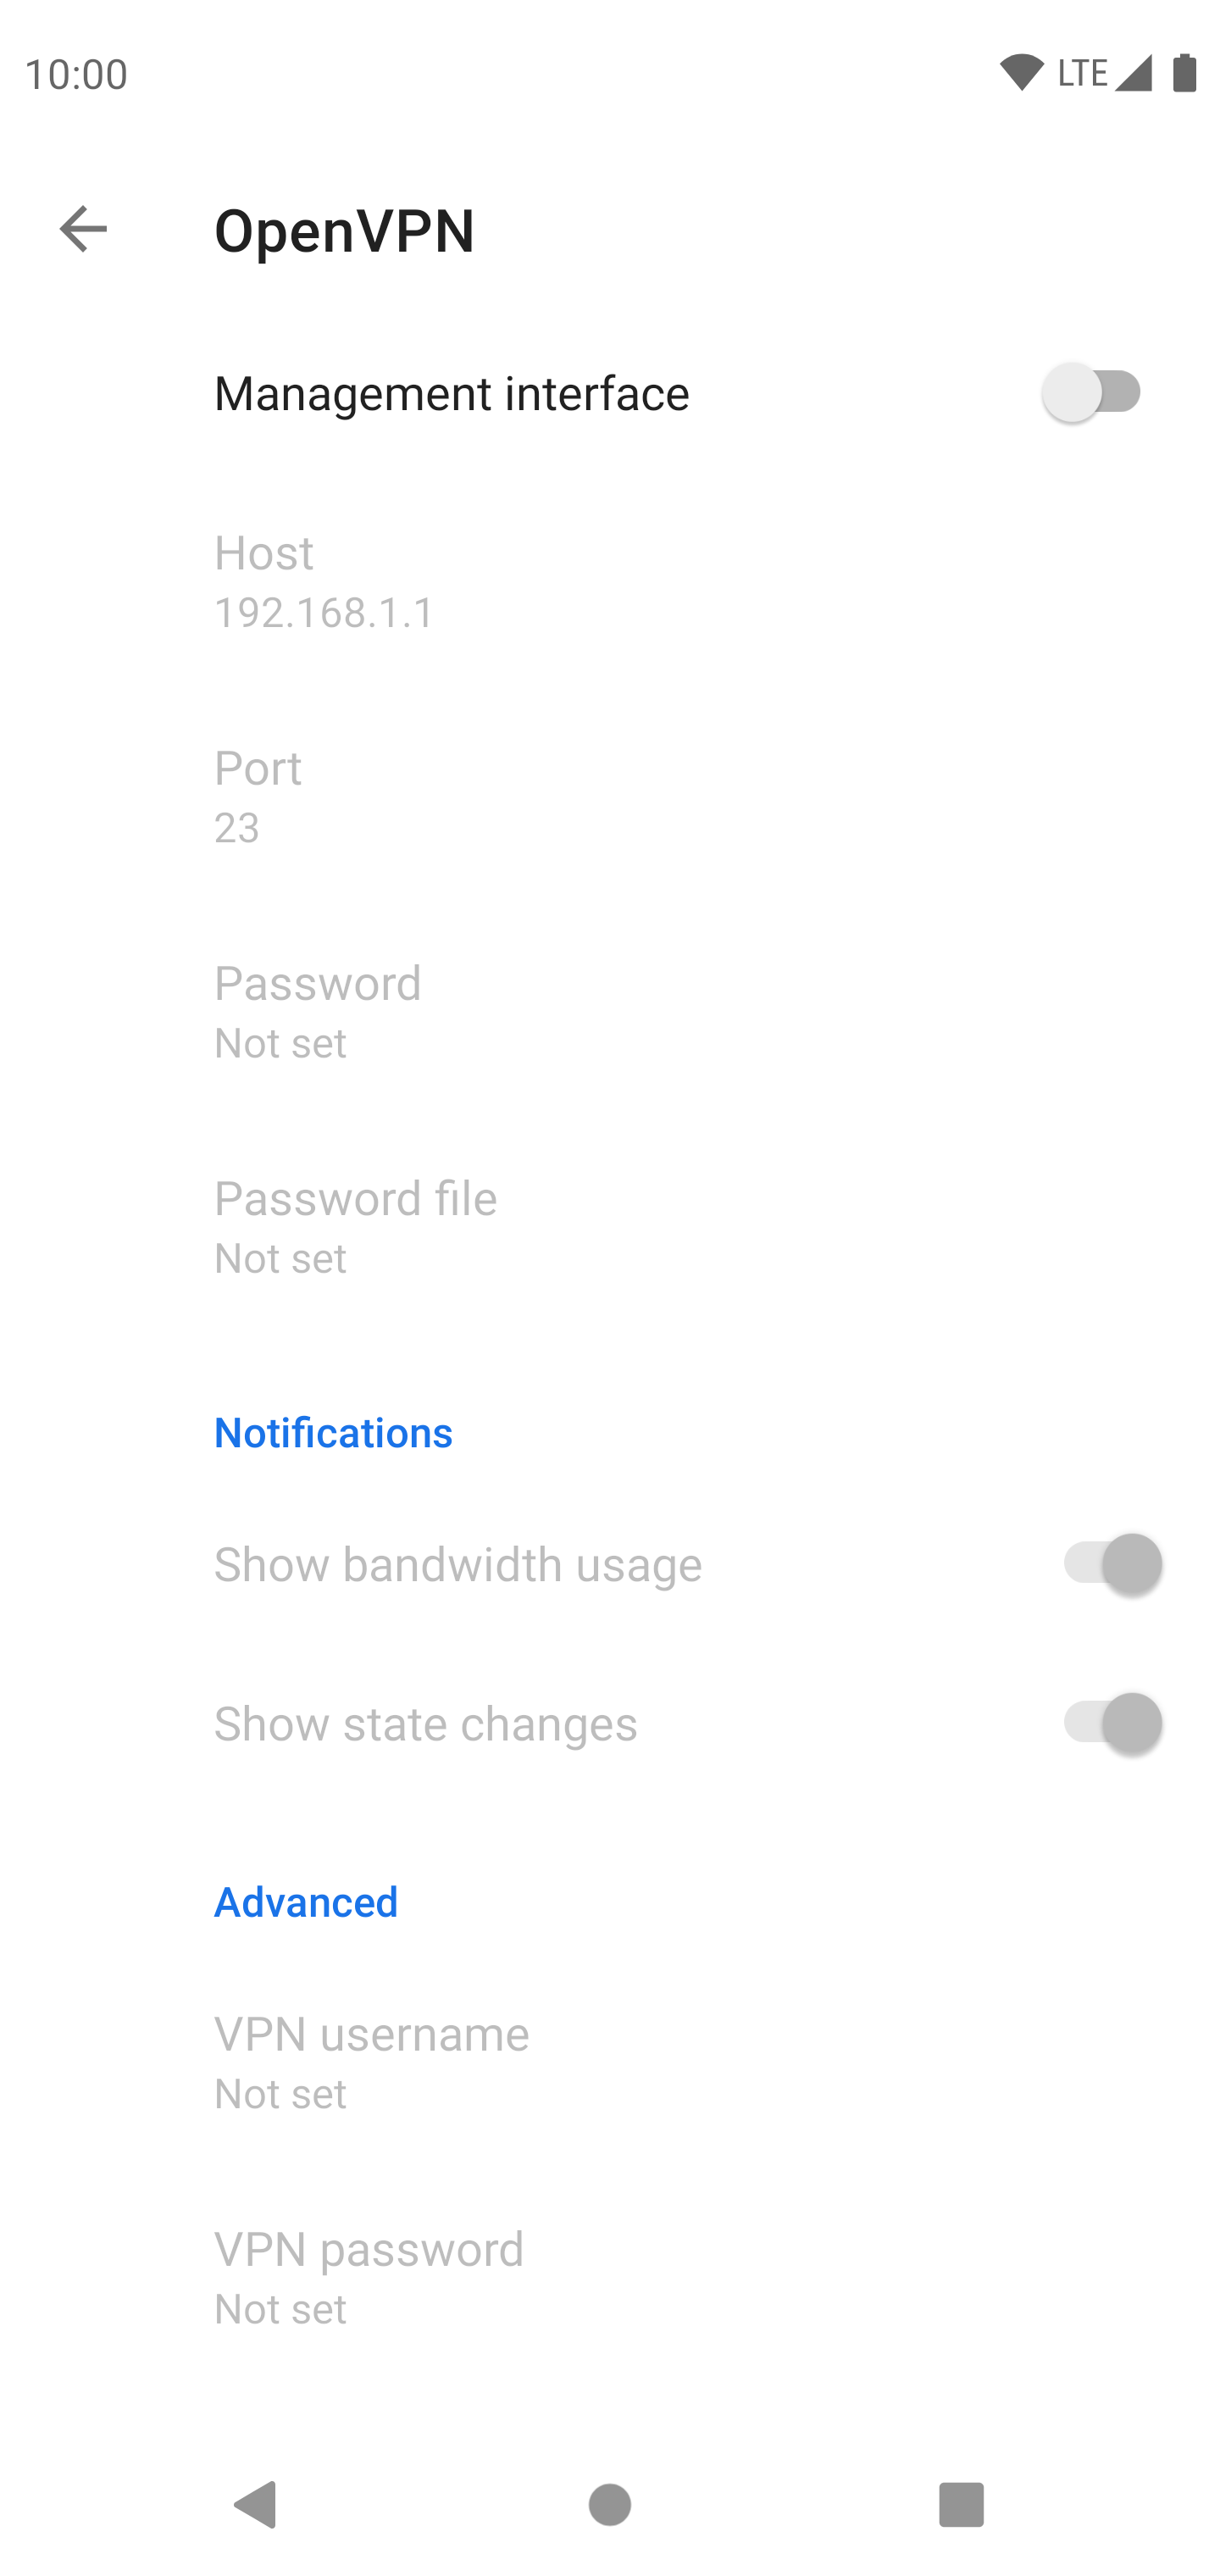 10:00
LTE
OpenVPN
Management interface
Host
192.168.1.1
Port
23
Password
Not set
Password file
Not set
Notifications
Show bandwidth usage
Show state changes
Advanced
VPN username
Not set
VPN password
Not set